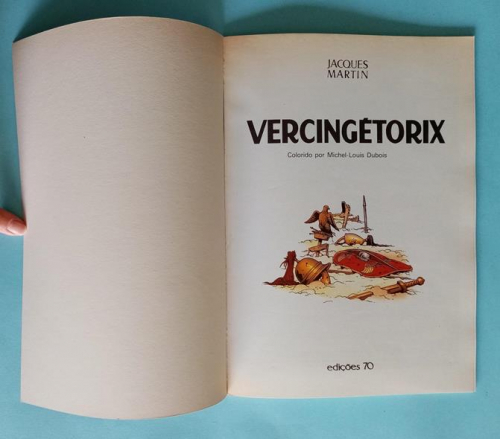 JACQUES
MARTIN
VERCINGÉTORIX
Colorido por Michel-Louis Dubois
edições 70